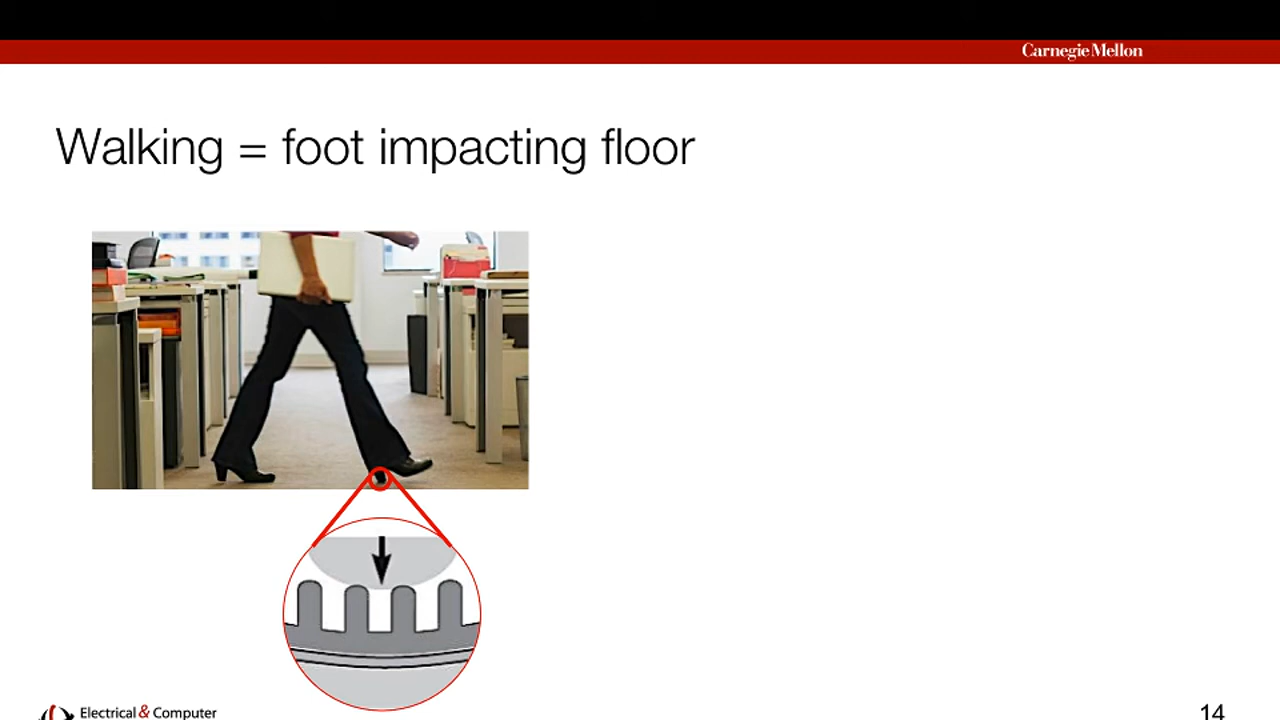 Carnegie Mellon
Walking = foot impacting floor
Electrical & Computer
14